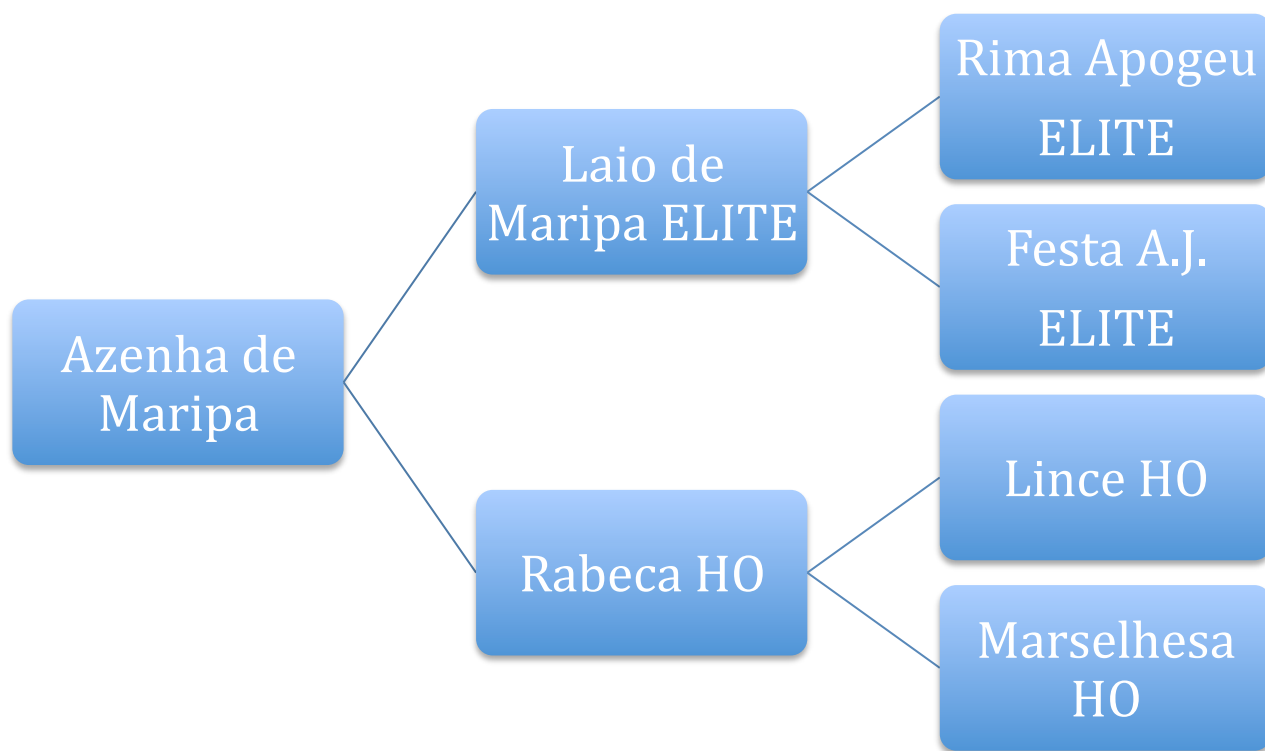 Azenha de
Maripa
Laio de
Maripa ELITE
Rabeca HO
Rima Apogeu
ELITE
Festa A.J.
ELITE
Lince HO
Marselhesa
HO